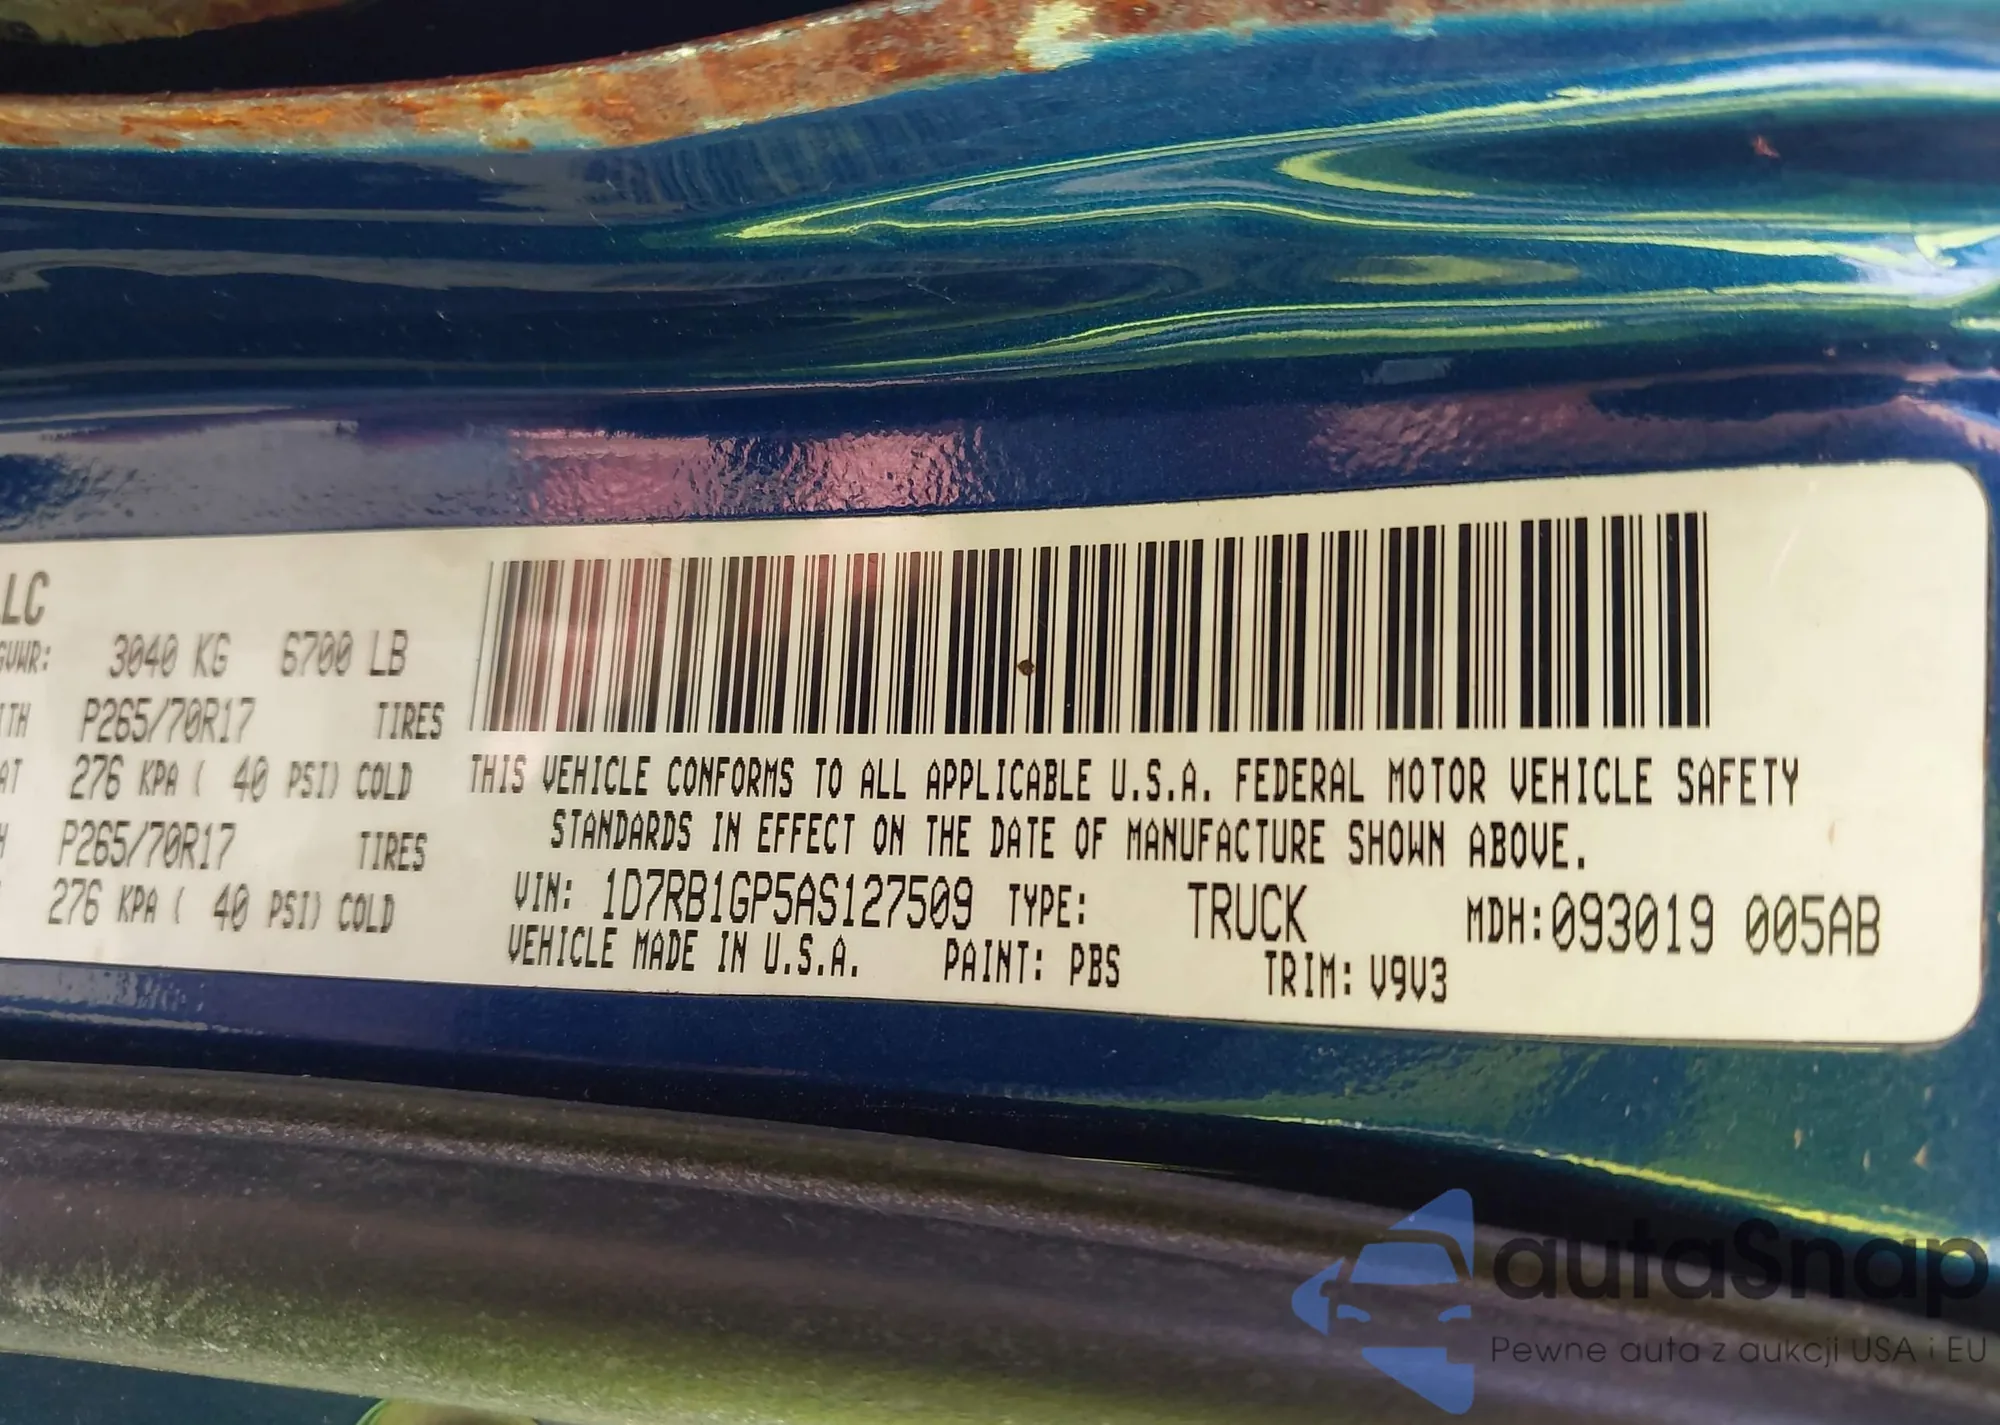 LC
GVWR: 3040 KG 6700 LB
ITH P265/70R17 TIRES
AT 276 KPA ( 40 PSI) COLD
H P265/70R17 TIRES
276 KPA ( 40 PSI) COLD
THIS VEHICLE CONFORMS TO ALL APPLICABLE U.S.A. FEDERAL MOTOR VEHICLE SAFETY
STANDARDS IN EFFECT ON THE DATE OF MANUFACTURE SHOWN ABOVE.
VIN: 1D7RB1GP5AS127509 TYPE: TRUCK MDH:093019 005AB
VEHICLE MADE IN U.S.A. PAINT: PBS TRIM: V9V3
autaSnap
Pewne auta z aukcji USA i EU